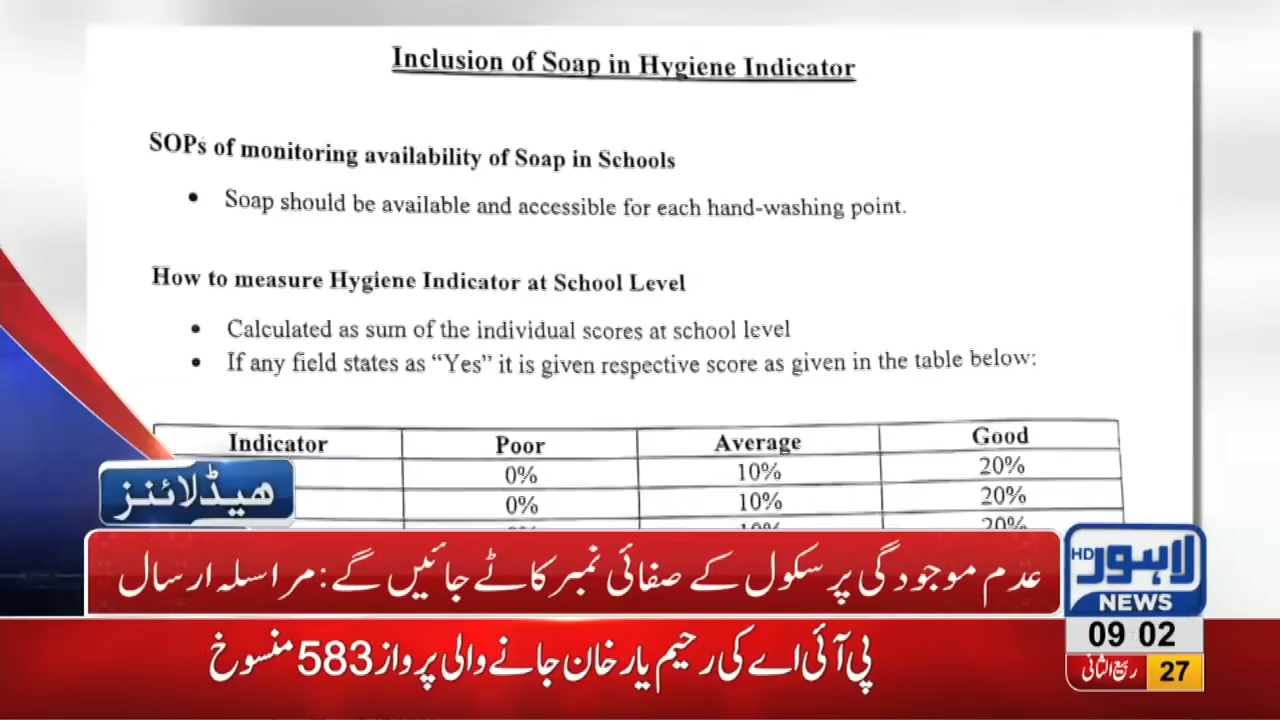 Inclusion of Soap in Hygiene Indicator
SOPs of monitoring availability of Soap in Schools
• Soap should be available and accessible for each hand-washing point.
How to measure Hygiene Indicator at School Level
• Calculated as sum of the individual scores at school level
• If any field states as “Yes” it is given respective score as given in the table below:
Indicator Poor Average Good
0% 10% 20%
0% 10% 20%
10% 20%
ھیڈلائنز
عدم موجودگی پر سکول کے صفائی نمبر کاٹے جائیں گے: مراسلہ ارسال
پی آئی اے کی رحیم یار خان جانے والی پرواز 583 منسوخ
لاہور HD
NEWS
09 02
27 ربیع الثانی